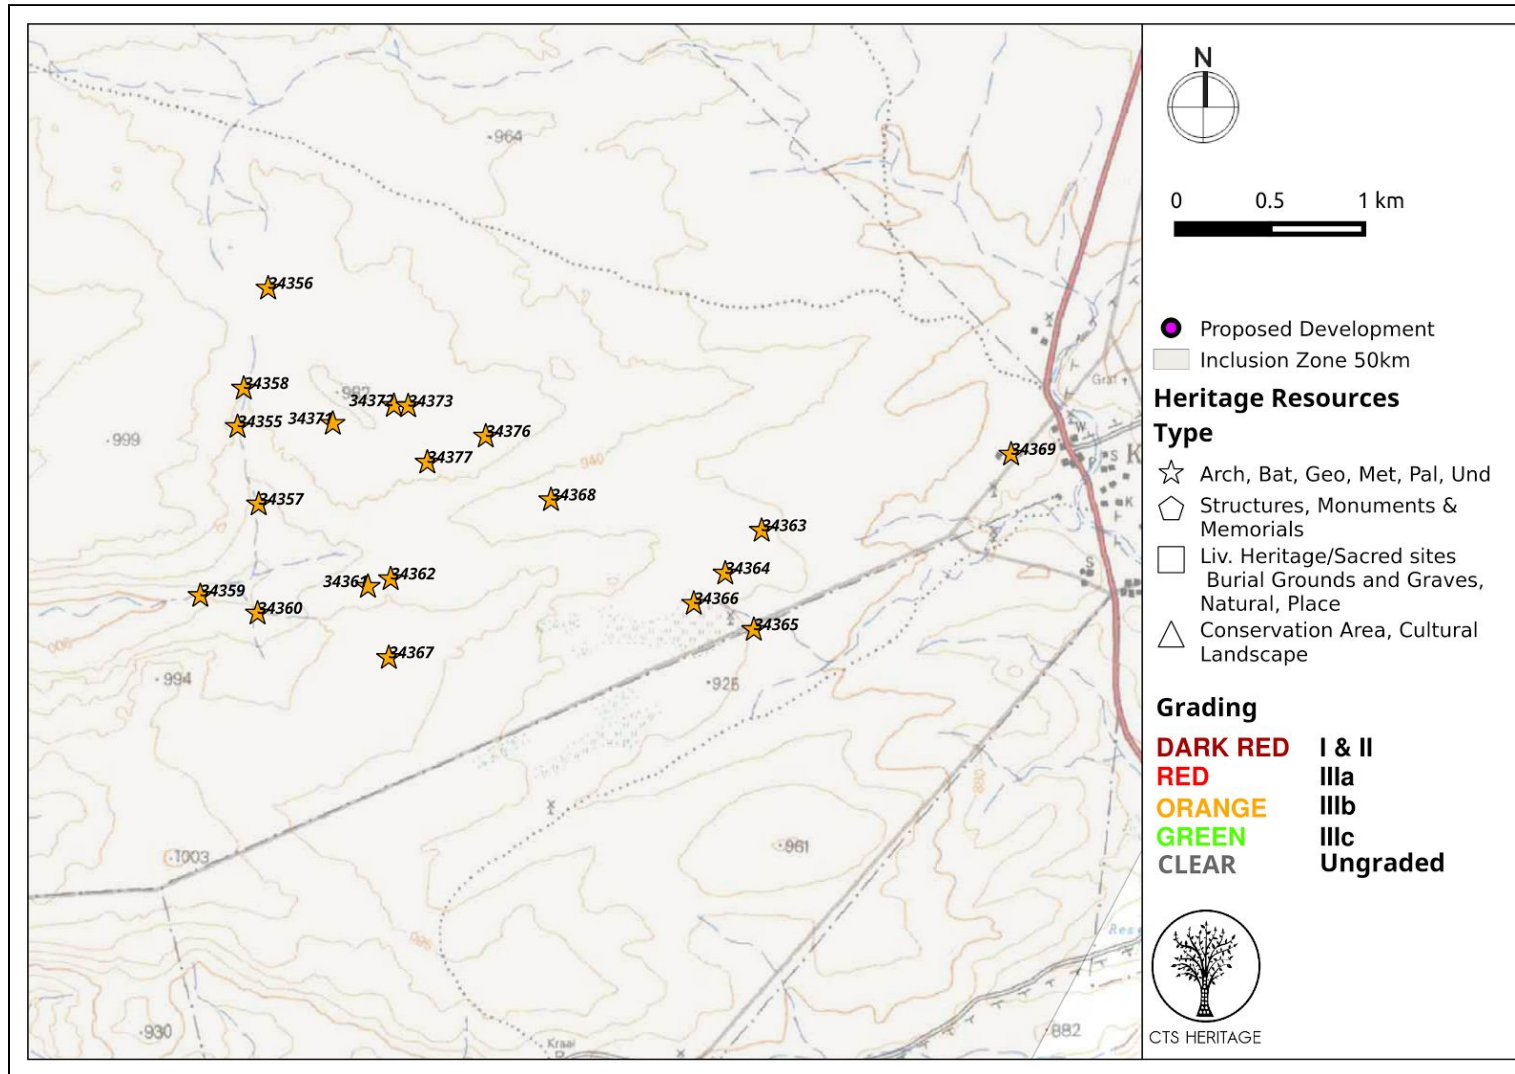 N
0 0.5 1 km
Proposed Development
Inclusion Zone 50km
Heritage Resources
Type
Arch, Bat, Geo, Met, Pal, Und
Structures, Monuments &
Memorials
Liv. Heritage/Sacred sites
Burial Grounds and Graves,
Natural, Place
Conservation Area, Cultural
Landscape
Grading
DARK RED I & II
RED IIIa
ORANGE IIIb
GREEN IIIc
CLEAR Ungraded
CTS HERITAGE
964
34356
34358
34372 34373
34355 34371
34376
999
34377
940
34369
34368
34357
34363
34364
34361 34362
34359
34366
34360
34365
34367
994
925
1003
961
930
Kraal
882
Graf
W
P S
K
K
S